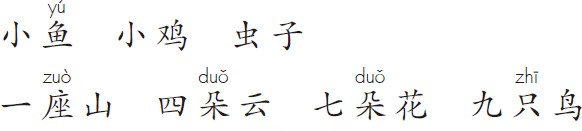 yú
小鱼 小鸡 虫子
zuò duǒ duǒ zhī
一座山 四朵云 七朵花 九只鸟